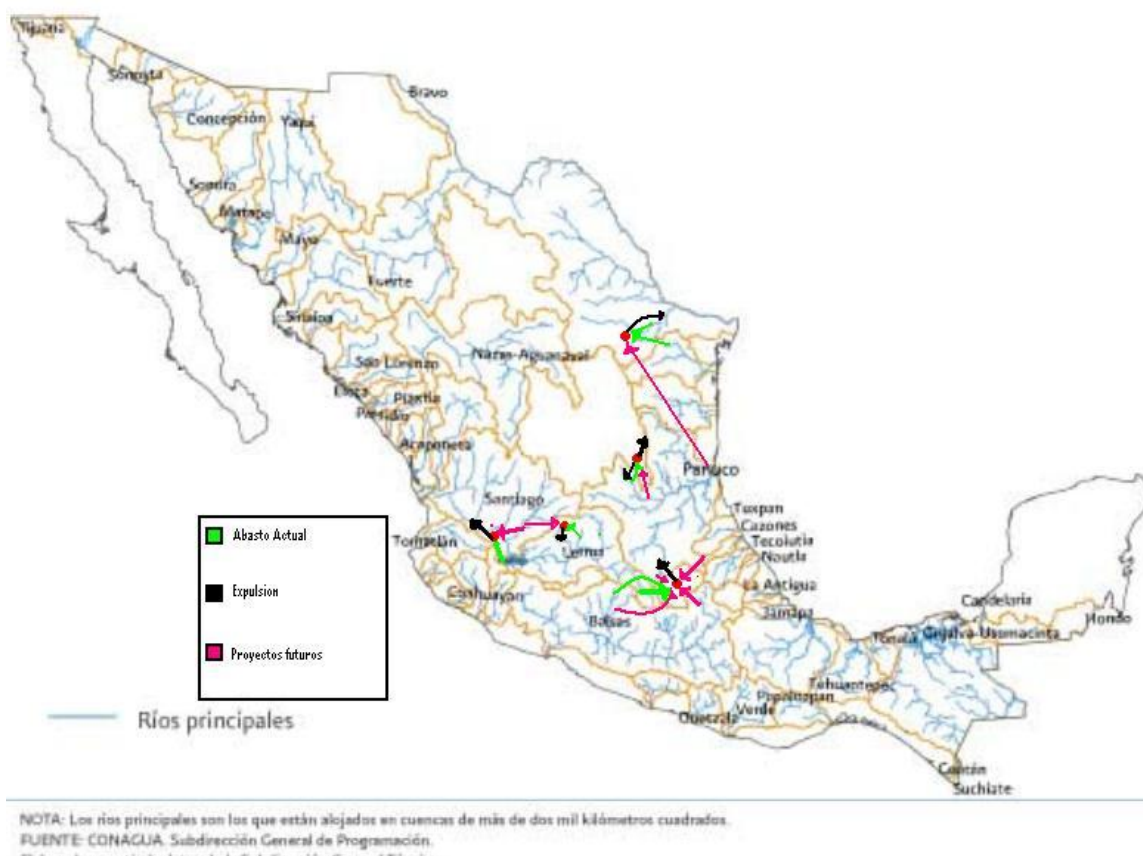 Tijuana
Sonoyta
Bravo
Concepción
Yaqui
Sonora
Matape
Mayo
Fuerte
Sinaloa
Nazas-Aguanaval
San Lorenzo
Elota
Piaxtla
Presidio
Acaponeta
Panuco
Santiago
Tuxpan
Cazones
Tecolutla
Nautla
Tomatlán
Lerma
La Antigua
Jamapa
Coahuayan
Balsas
Candelaria
Hondo
Tonala
Grijalva-Usumacinta
Tehuantepec
Papaloapan
Verde
Quetzala
Coatán
Suchiate
Abasto Actual
Expulsion
Proyectos futuros
Ríos principales
NOTA: Los ríos principales son los que están alojados en cuencas de más de dos mil kilómetros cuadrados.
FUENTE: CONAGUA. Subdirección General de Programación.